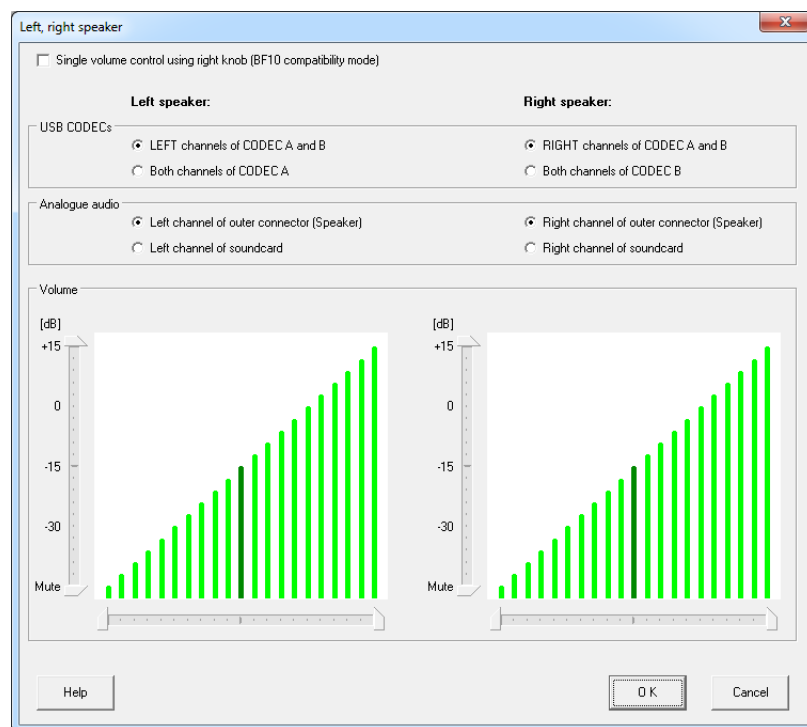 Left, right speaker
Single volume control using right knob (BF10 compatibility mode)
Left speaker: Right speaker:
USB CODECs
LEFT channels of CODEC A and B RIGHT channels of CODEC A and B
Both channels of CODEC A Both channels of CODEC B
Analogue audio
Left channel of outer connector (Speaker) Right channel of outer connector (Speaker)
Left channel of soundcard Right channel of soundcard
Volume
[dB] [dB]
+15 +15
0 0
-15 -15
-30 -30
Mute Mute
Help O K Cancel